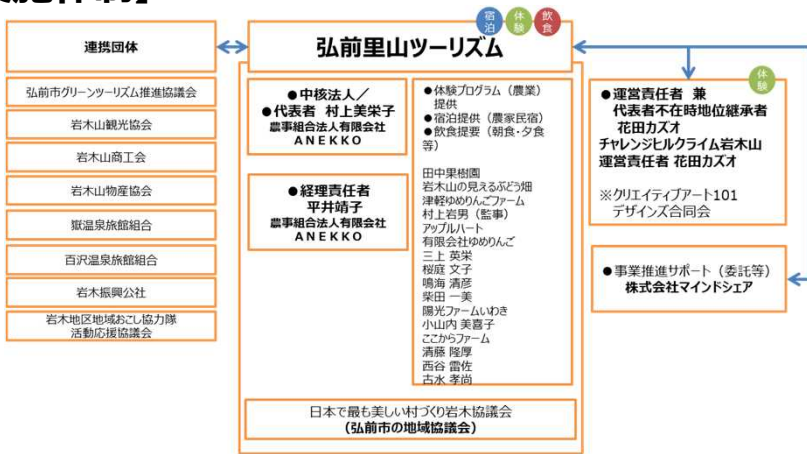 連携団体
弘前市グリーンツーリズム推進協議会
岩木山観光協会
岩木山商工会
岩木山物産協会
嶽温泉旅館組合
百沢温泉旅館組合
岩木振興公社
岩木地区地域おこし協力隊
活動応援協議会
弘前里山ツーリズム
宿泊
体験
飲食
●中核法人／
●代表者 村上美栄子
農事組合法人有限会社
ANEKKO
●経理責任者
平井靖子
農事組合法人有限会社
ANEKKO
●体験プログラム（農業）
提供
●宿泊提供（農家民宿）
●飲食提要（朝食・夕食
等）
田中果樹園
岩木山の見えるぶどう畑
津軽ゆめりんごファーム
村上岩男（監事）
アップルハート
有限会社ゆめりんご
三上 英栄
桜庭 文子
鳴海 清彦
柴田 一美
陽光ファームいわき
小山内 美喜子
ここからファーム
清藤 隆厚
西谷 雷佐
古水 孝尚
日本で最も美しい村づくり岩木協議会
(弘前市の地域協議会)
体験
●運営責任者 兼
代表者不在時地位継承者
花田カズオ
チャレンジヒルクライム岩木山
運営責任者 花田カズオ
※クリエイティブアート101
デザインズ合同会
●事業推進サポート（委託等）
株式会社マインドシェア